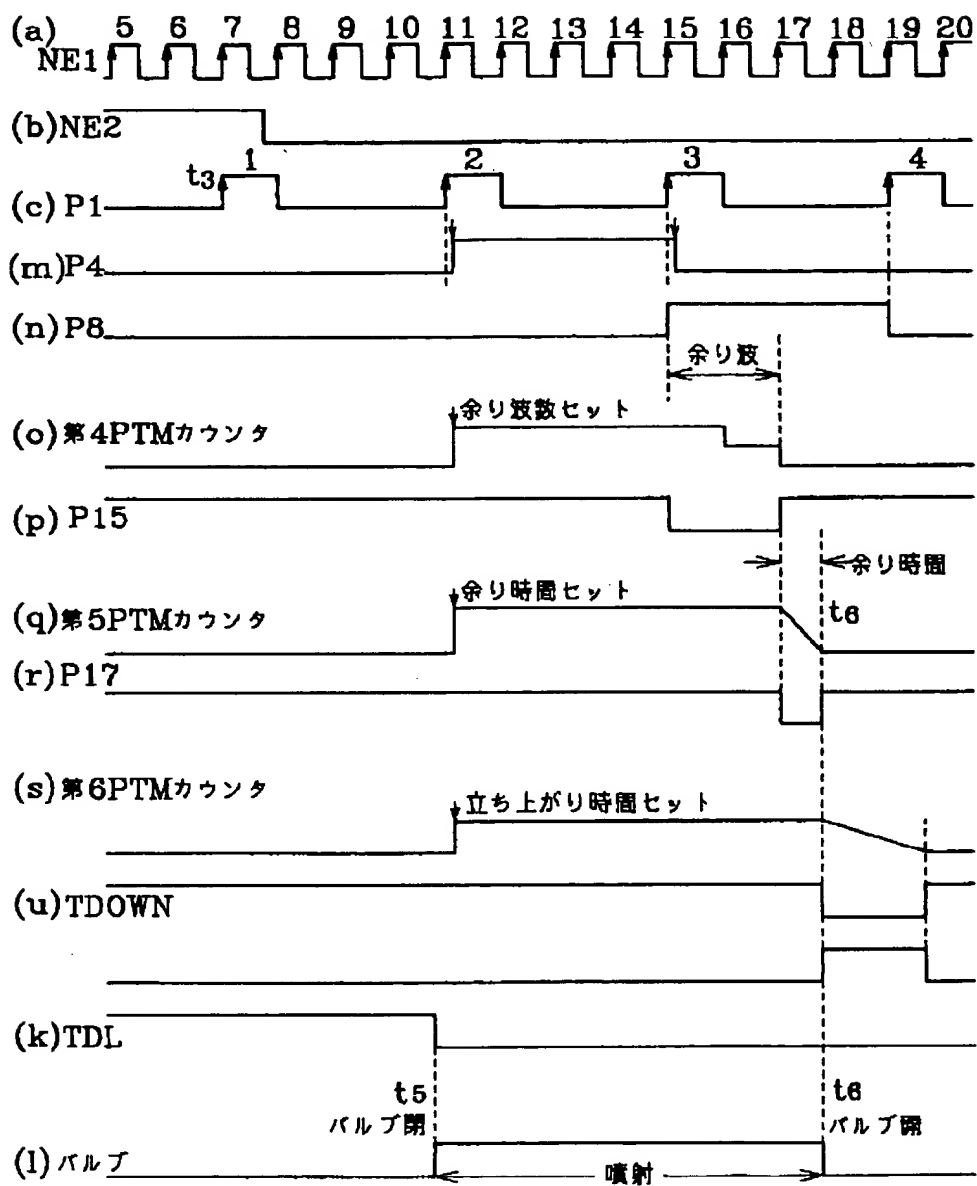 (a)
NE1
5 6 7 8 9 10 11 12 13 14 15 16 17 18 19 20
(b)NE2
t3 1 2 3 4
(c) P1
(m)P4
(n) P8
余り波
余り波数セット
(o)第4PTMカウンタ
(p) P15
余り時間
余り時間セット
t6
(q)第5PTMカウンタ
(r)P17
(s)第6PTMカウンタ
立ち上がり時間セット
(u)TDOWN
(k)TDL
t5 t6
バルブ閉 バルブ開
(l)バルブ
噴射